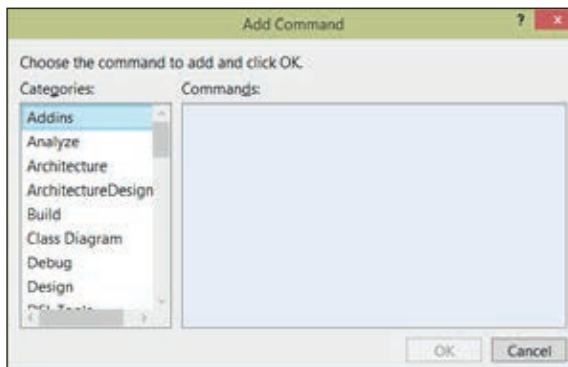 Add Command
?
x
Choose the command to add and click OK.
Categories:
Commands:
Addins
Analyze
Architecture
ArchitectureDesign
Build
Class Diagram
Debug
Design
OK
Cancel